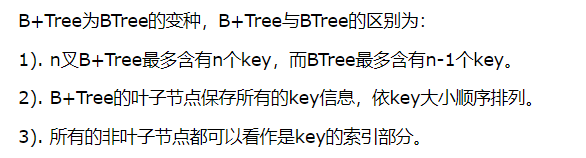 B+Tree为BTree的变种，B+Tree与BTree的区别为：
1). n叉B+Tree最多含有n个key，而BTree最多含有n-1个key。
2). B+Tree的叶子节点保存所有的key信息，依key大小顺序排列。
3). 所有的非叶子节点都可以看作是key的索引部分。